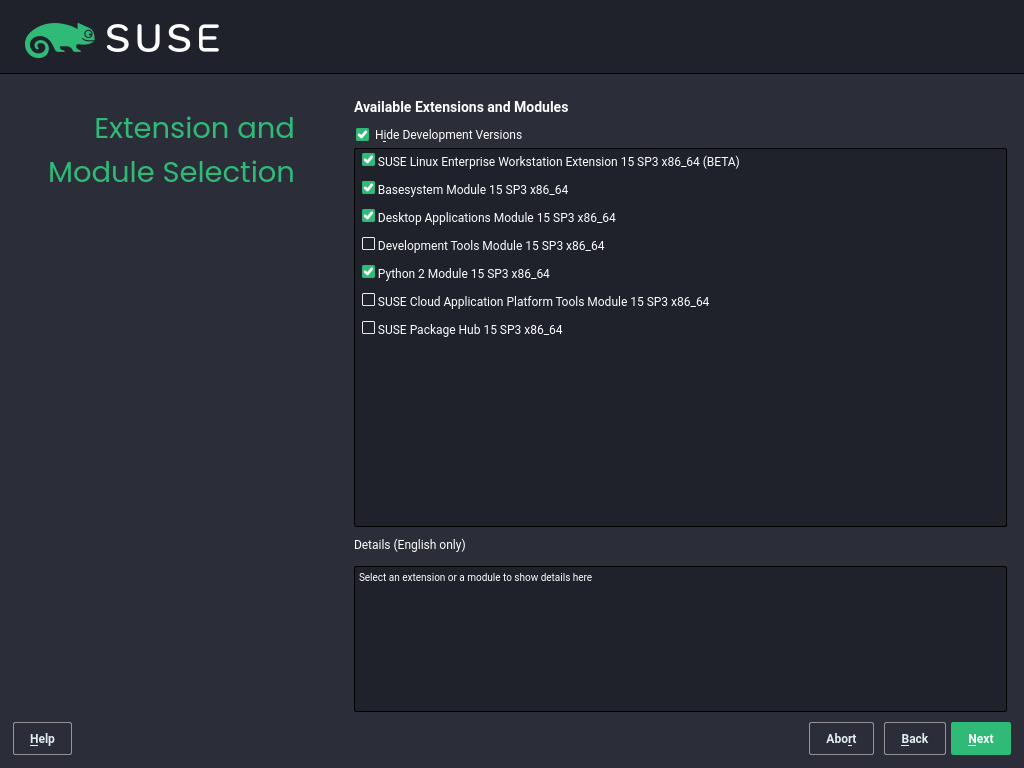 SUSE
Extension and
Module Selection
Available Extensions and Modules
Hide Development Versions
SUSE Linux Enterprise Workstation Extension 15 SP3 x86_64 (BETA)
Basesystem Module 15 SP3 x86_64
Desktop Applications Module 15 SP3 x86_64
Development Tools Module 15 SP3 x86_64
Python 2 Module 15 SP3 x86_64
SUSE Cloud Application Platform Tools Module 15 SP3 x86_64
SUSE Package Hub 15 SP3 x86_64
Details (English only)
Select an extension or a module to show details here
Help
Abort
Back
Next